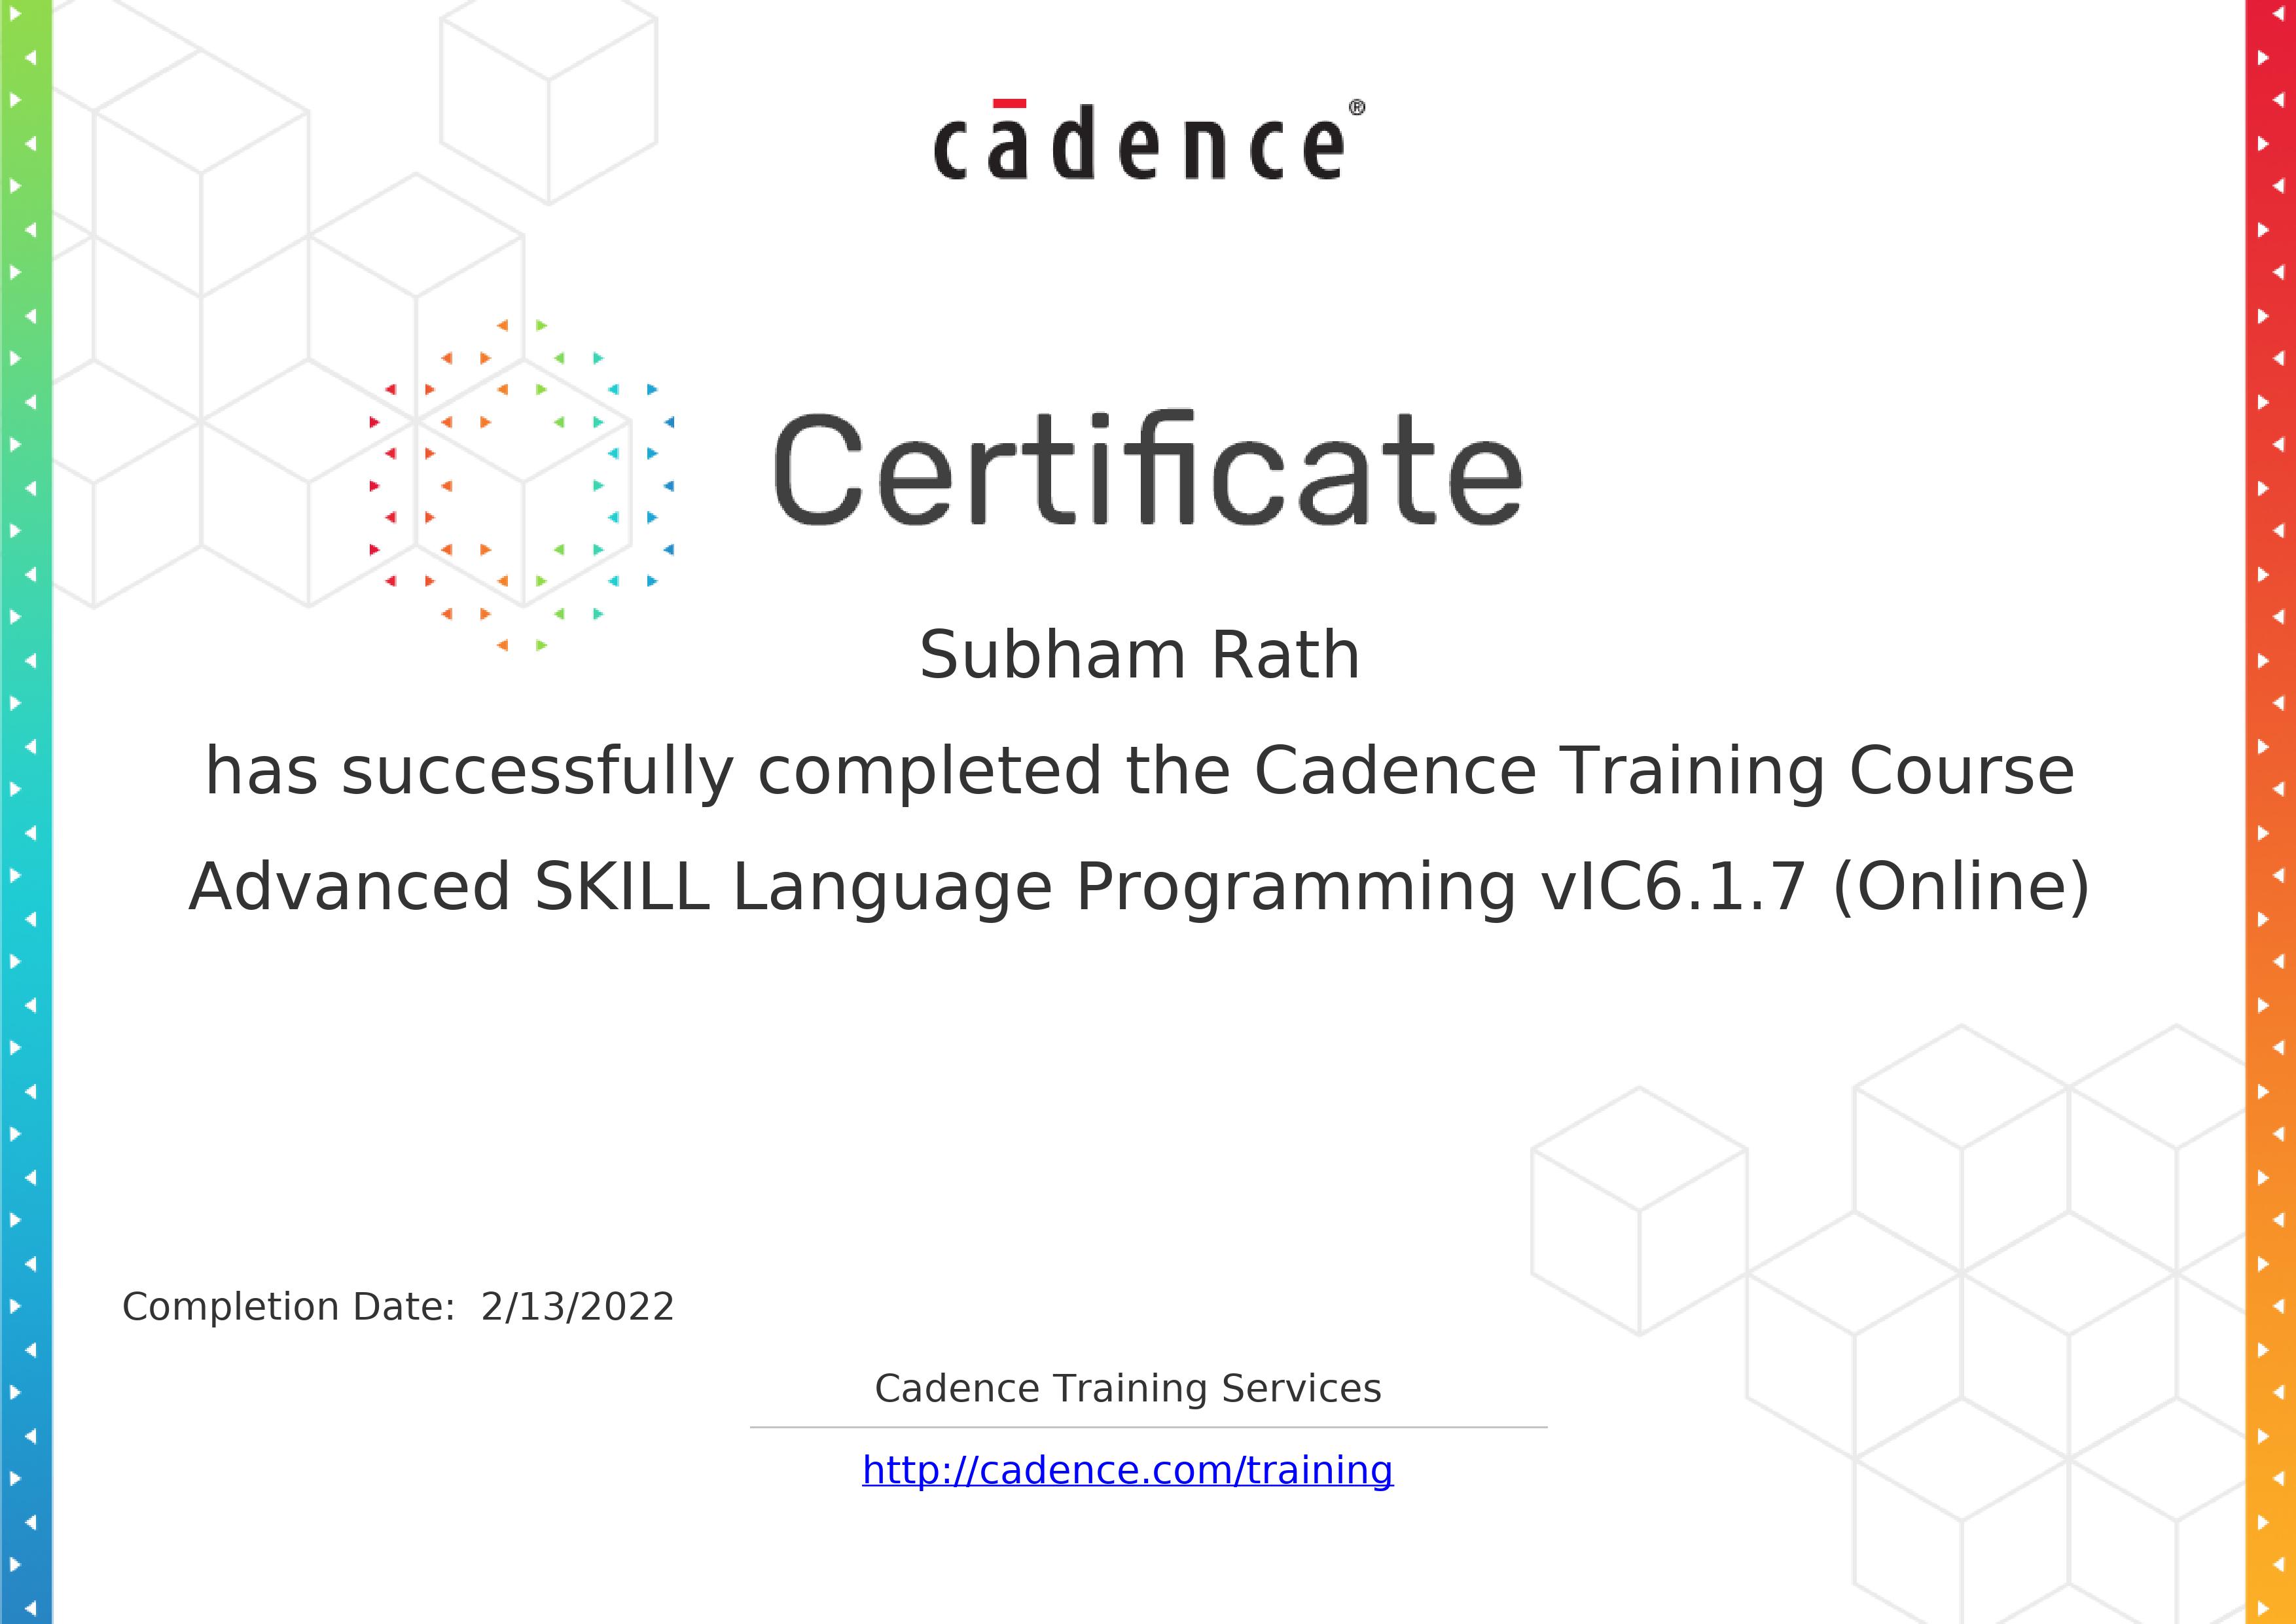 cādence®
Certificate
Subham Rath
has successfully completed the Cadence Training Course
Advanced SKILL Language Programming vIC6.1.7 (Online)
Completion Date:  2/13/2022
Cadence Training Services
http://cadence.com/training